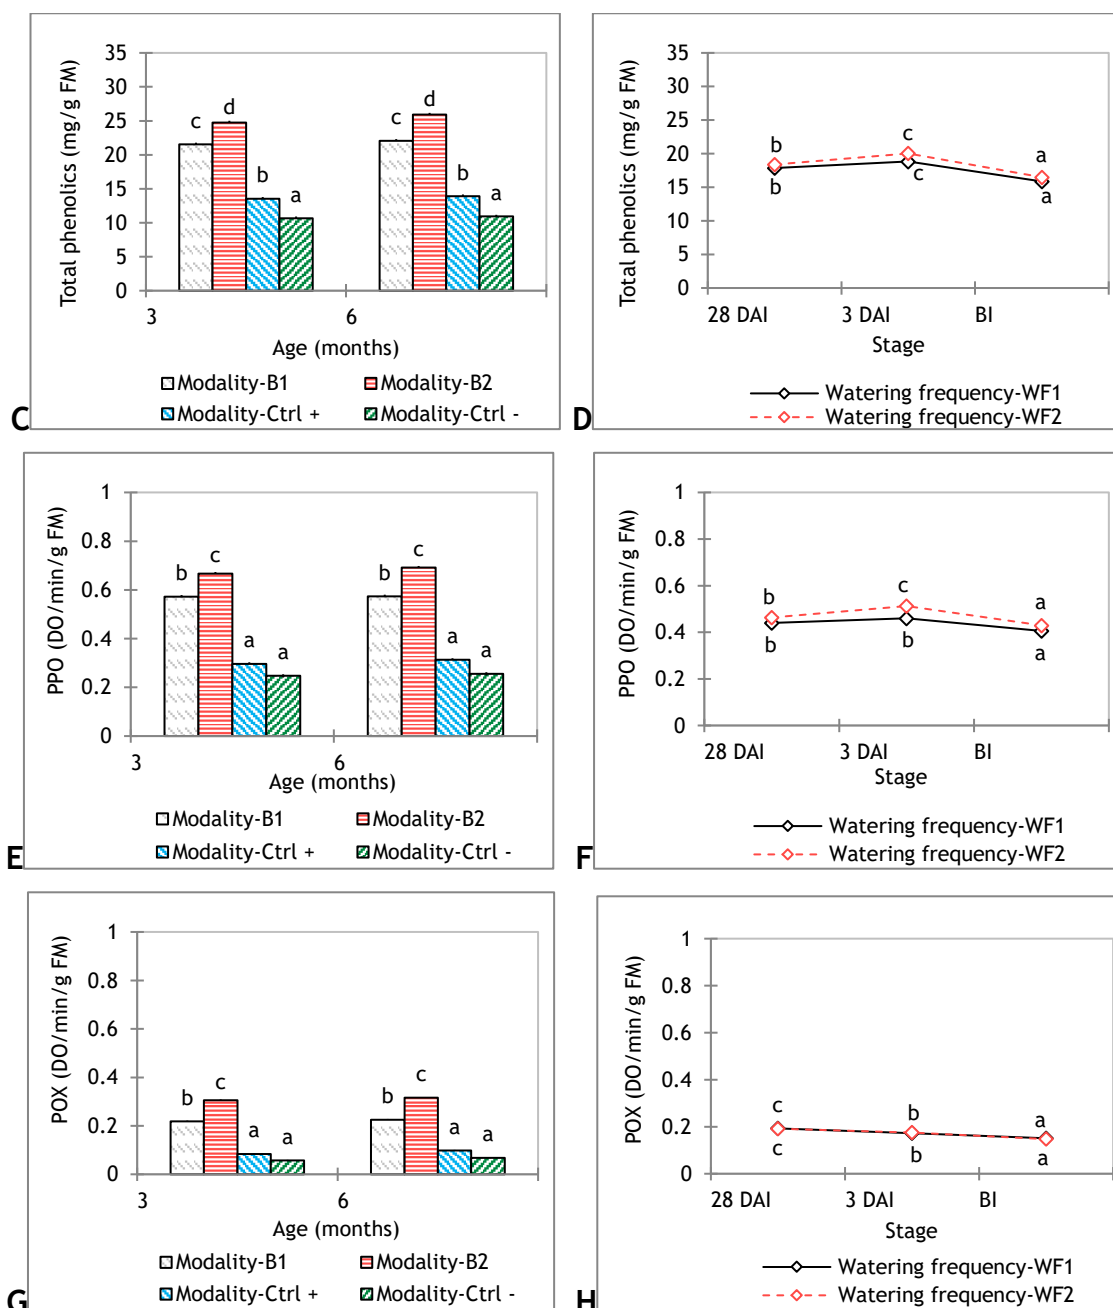 Total phenolics (mg/g FM)
35
30
25
20
15
10
5
0
c
d
b
a
c
d
b
a
3
6
Age (months)
Modality-B1
Modality-B2
Modality-Ctrl +
Modality-Ctrl -
C
Total phenolics (mg/g FM)
35
30
25
20
15
10
5
0
b
c
a
b
c
a
28 DAI
3 DAI
BI
Stage
Watering frequency-WF1
Watering frequency-WF2
D
PPO (DO/min/g FM)
1
0.8
0.6
0.4
0.2
0
b
c
a
a
b
c
a
a
3
6
Age (months)
Modality-B1
Modality-B2
Modality-Ctrl +
Modality-Ctrl -
E
PPO (DO/min/g FM)
1
0.8
0.6
0.4
0.2
0
b
c
a
b
b
a
28 DAI
3 DAI
BI
Stage
Watering frequency-WF1
Watering frequency-WF2
F
POX (DO/min/g FM)
1
0.8
0.6
0.4
0.2
0
b
c
a
a
b
c
a
a
3
6
Age (months)
Modality-B1
Modality-B2
Modality-Ctrl +
Modality-Ctrl -
G
POX (DO/min/g FM)
1
0.8
0.6
0.4
0.2
0
c
b
a
c
b
a
28 DAI
3 DAI
BI
Stage
Watering frequency-WF1
Watering frequency-WF2
H